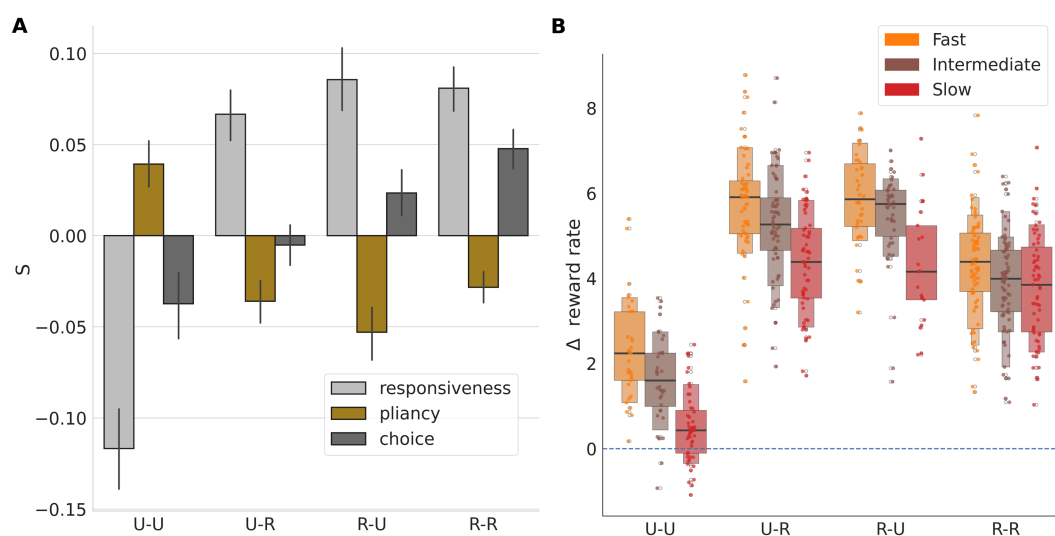 A
S
0.10
0.05
0.00
−0.05
−0.10
−0.15
responsiveness
pliancy
choice
U-U
U-R
R-U
R-R
B
Δ reward rate
8
6
4
2
0
Fast
Intermediate
Slow
U-U
U-R
R-U
R-R